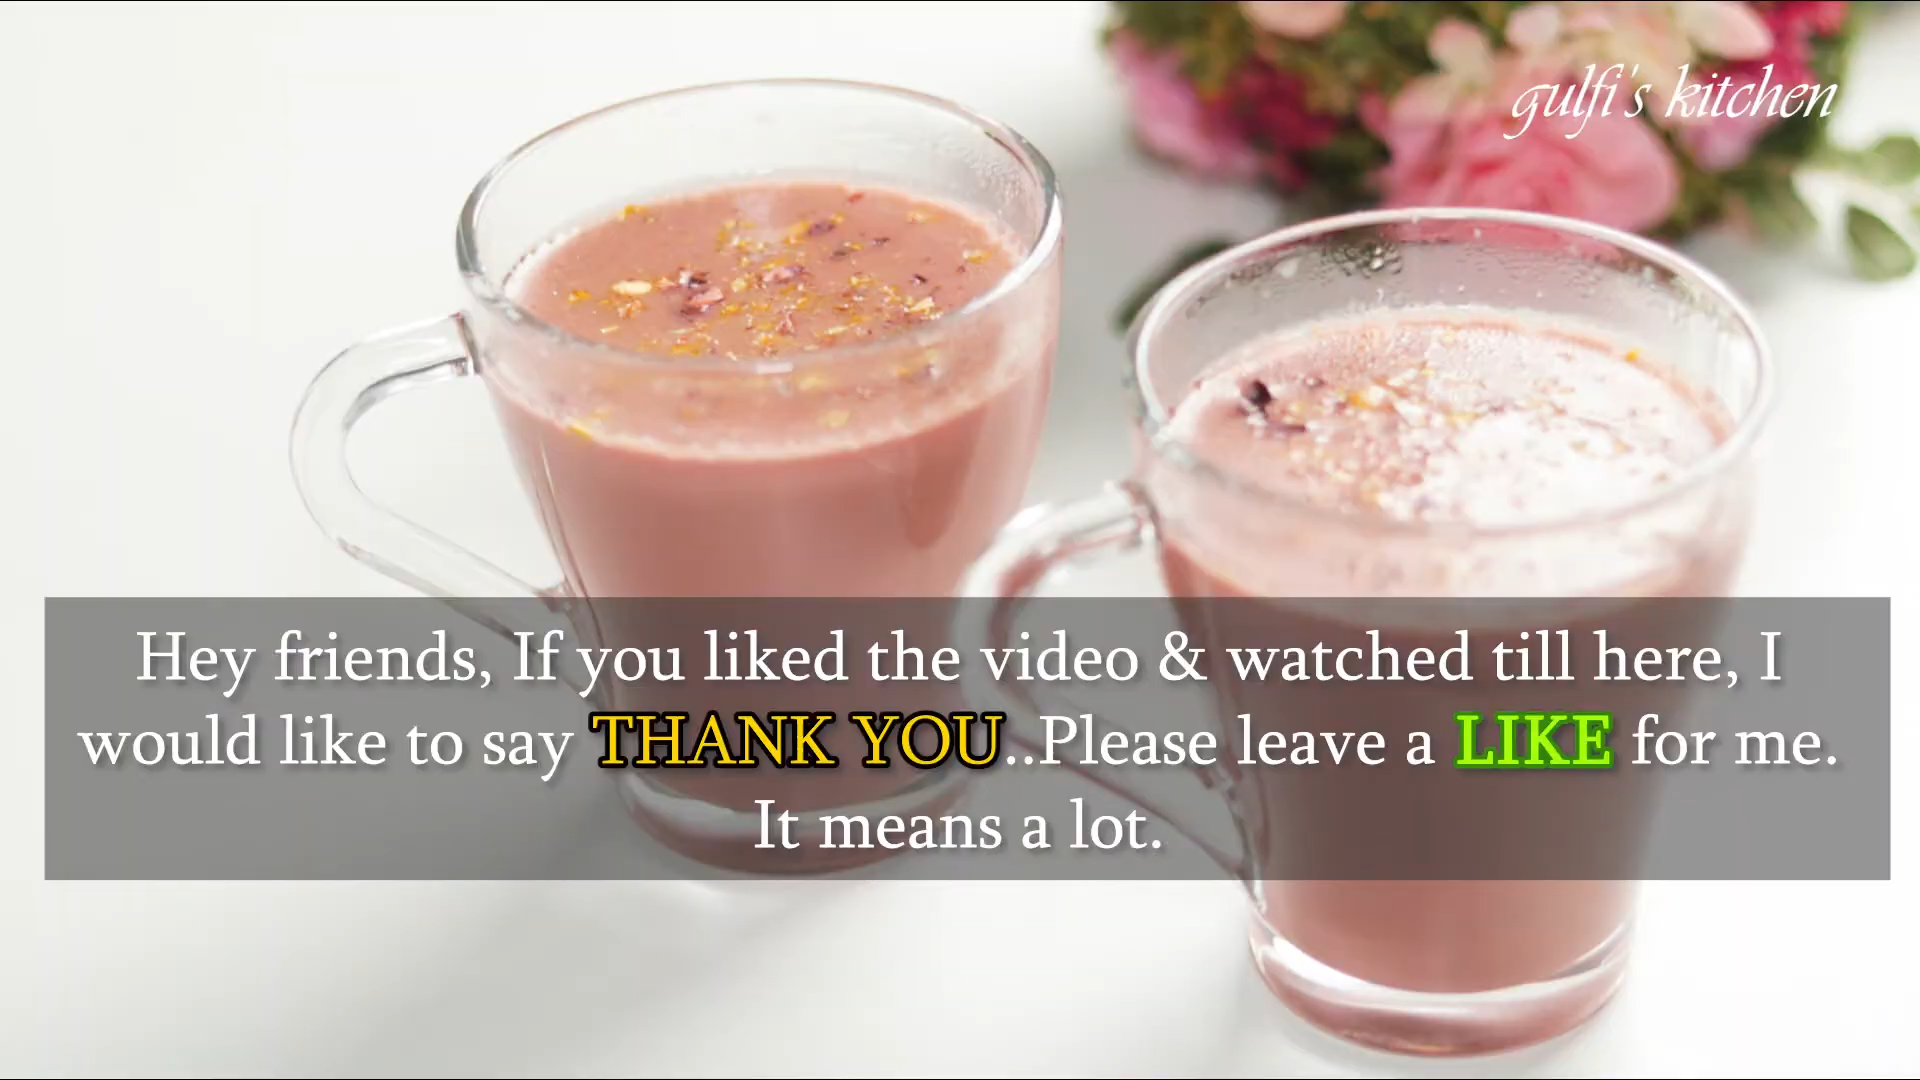 gulfi's kitchen
Hey friends, If you liked the video & watched till here, I
would like to say THANK YOU..Please leave a LIKE for me.
It means a lot.